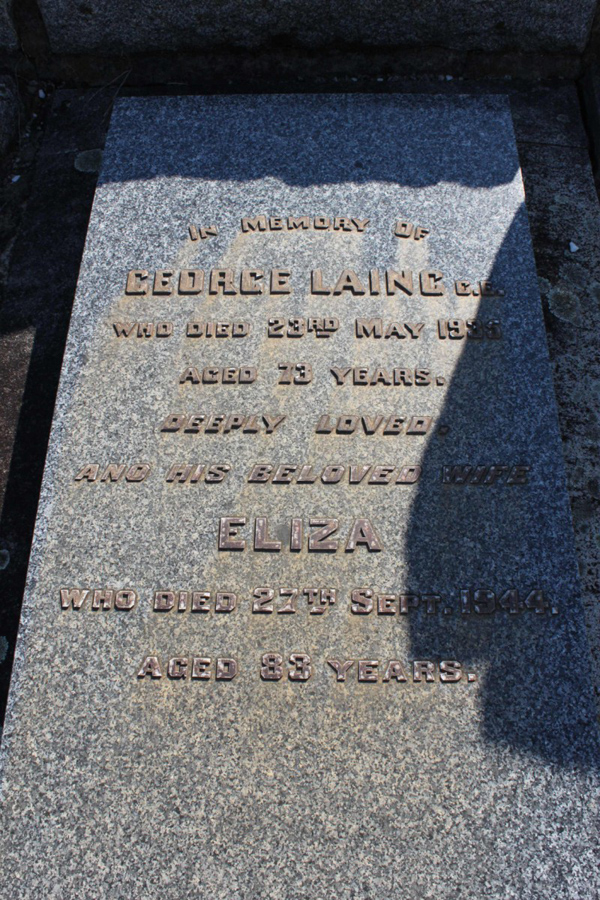 IN MEMORY OF
GEORGE LAING C.E.
WHO DIED 23RD MAY
AGED 73 YEARS.
DEEPLY LOVED.
AND HIS BELOVED WIFE
ELIZA
WHO DIED 27TH SEPT. 1944.
AGED 83 YEARS.